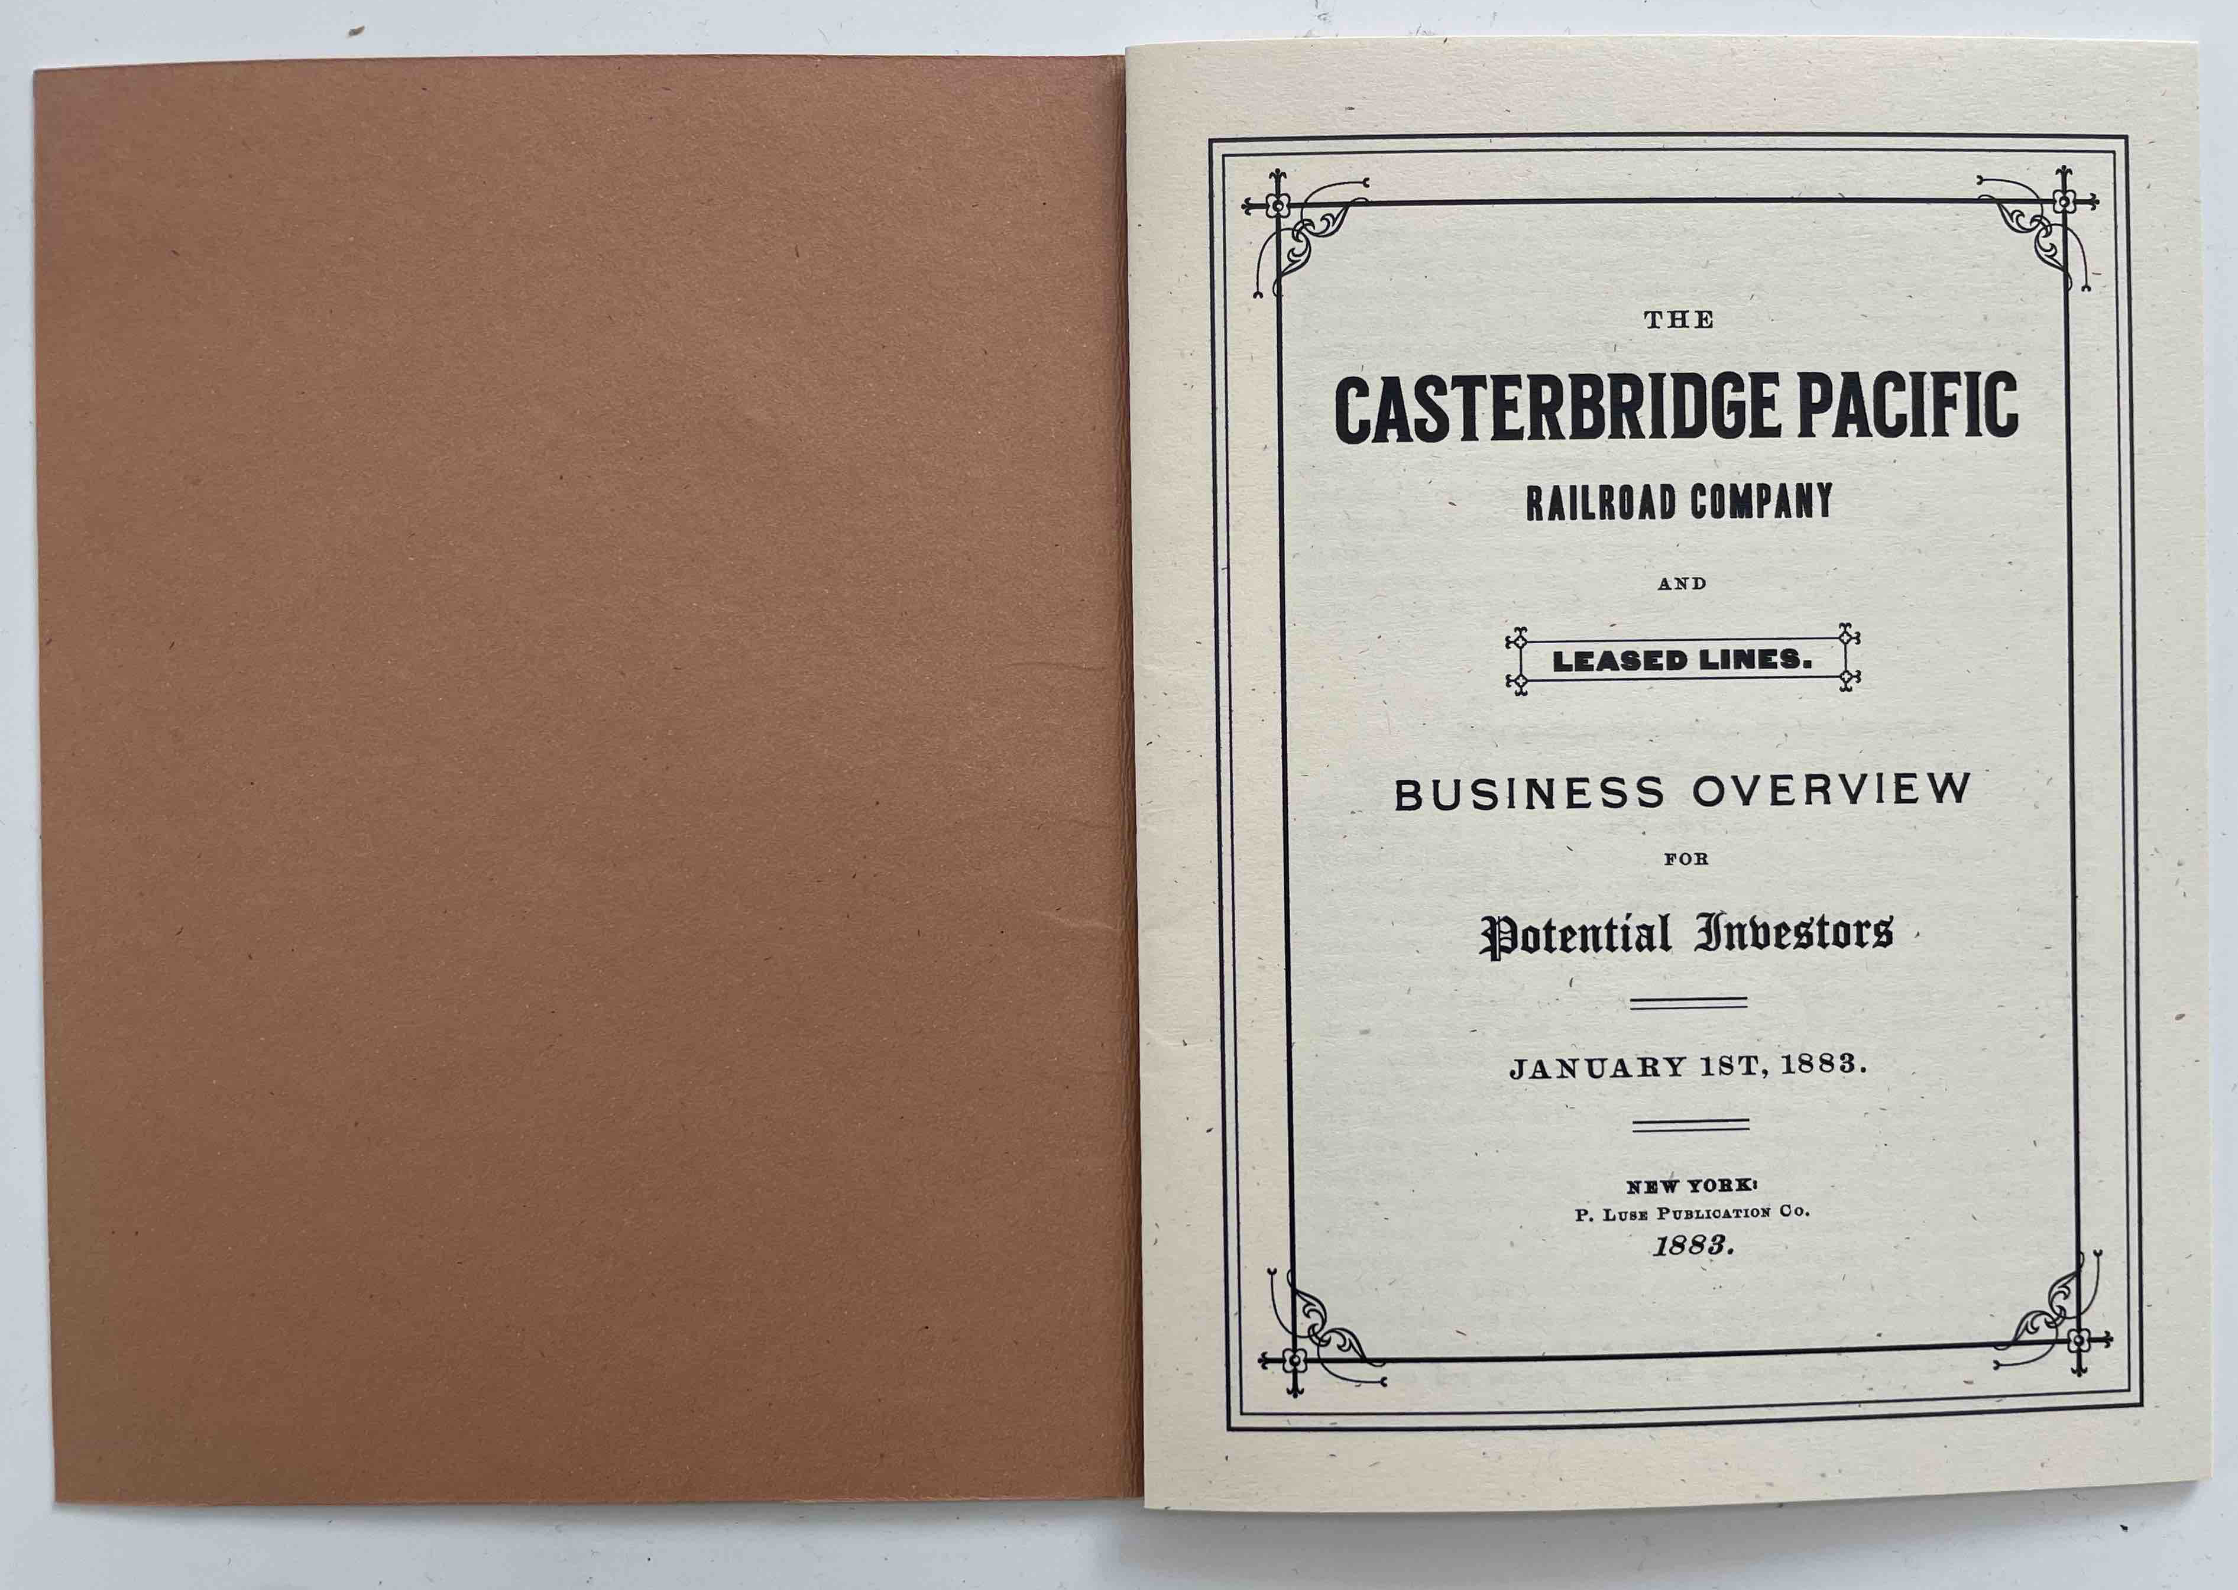 THE
CASTERBRIDGE PACIFIC
RAILROAD COMPANY
AND
LEASED LINES.
BUSINESS OVERVIEW
FOR
Potential Investors
JANUARY 1ST, 1883.
NEW YORK:
P. LUSE PUBLICATION CO.
1883.